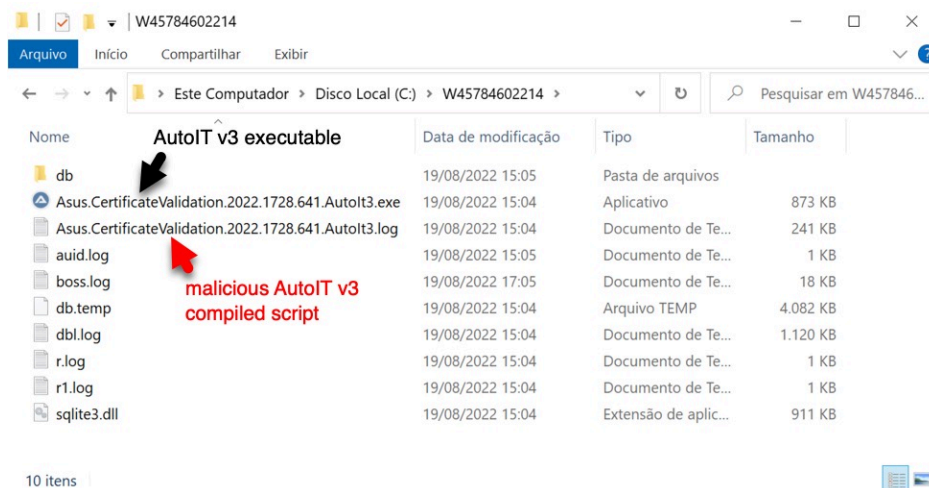 W45784602214
Arquivo Início Compartilhar Exibir
Este Computador > Disco Local (C:) > W45784602214 > Pesquisar em W457846...
Nome AutoIT v3 executable Data de modificação Tipo Tamanho
db 19/08/2022 15:05 Pasta de arquivos
Asus.CertificateValidation.2022.1728.641.AutoIt3.exe 19/08/2022 15:04 Aplicativo 873 KB
Asus.CertificateValidation.2022.1728.641.AutoIt3.log 19/08/2022 15:04 Documento de Te... 241 KB
auid.log 19/08/2022 15:05 Documento de Te... 1 KB
boss.log 19/08/2022 17:05 Documento de Te... 18 KB
malicious AutoIT v3
compiled script
db.temp 19/08/2022 15:04 Arquivo TEMP 4.082 KB
dbl.log 19/08/2022 15:04 Documento de Te... 1.120 KB
r.log 19/08/2022 15:04 Documento de Te... 1 KB
r1.log 19/08/2022 15:04 Documento de Te... 1 KB
sqlite3.dll 19/08/2022 15:04 Extensão de aplic... 911 KB
10 itens